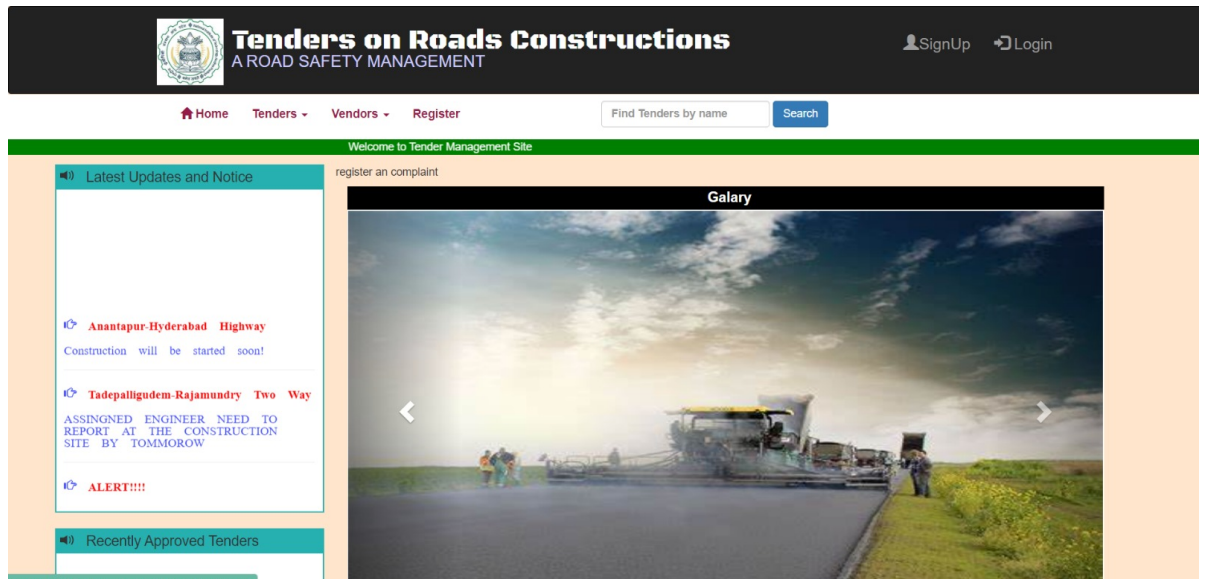 Tenders on Roads Constructions
A ROAD SAFETY MANAGEMENT
SignUp
Login
Home
Tenders
Vendors
Register
Find Tenders by name
Search
Welcome to Tender Management Site
Latest Updates and Notice
Anantapur-Hyderabad Highway
Construction will be started soon!
Tadepalligudem-Rajamundry Two Way
ASSINGNED ENGINEER NEED TO
REPORT AT THE CONSTRUCTION
SITE BY TOMMOROW
ALERT!!!!
Recently Approved Tenders
register an complaint
Galary